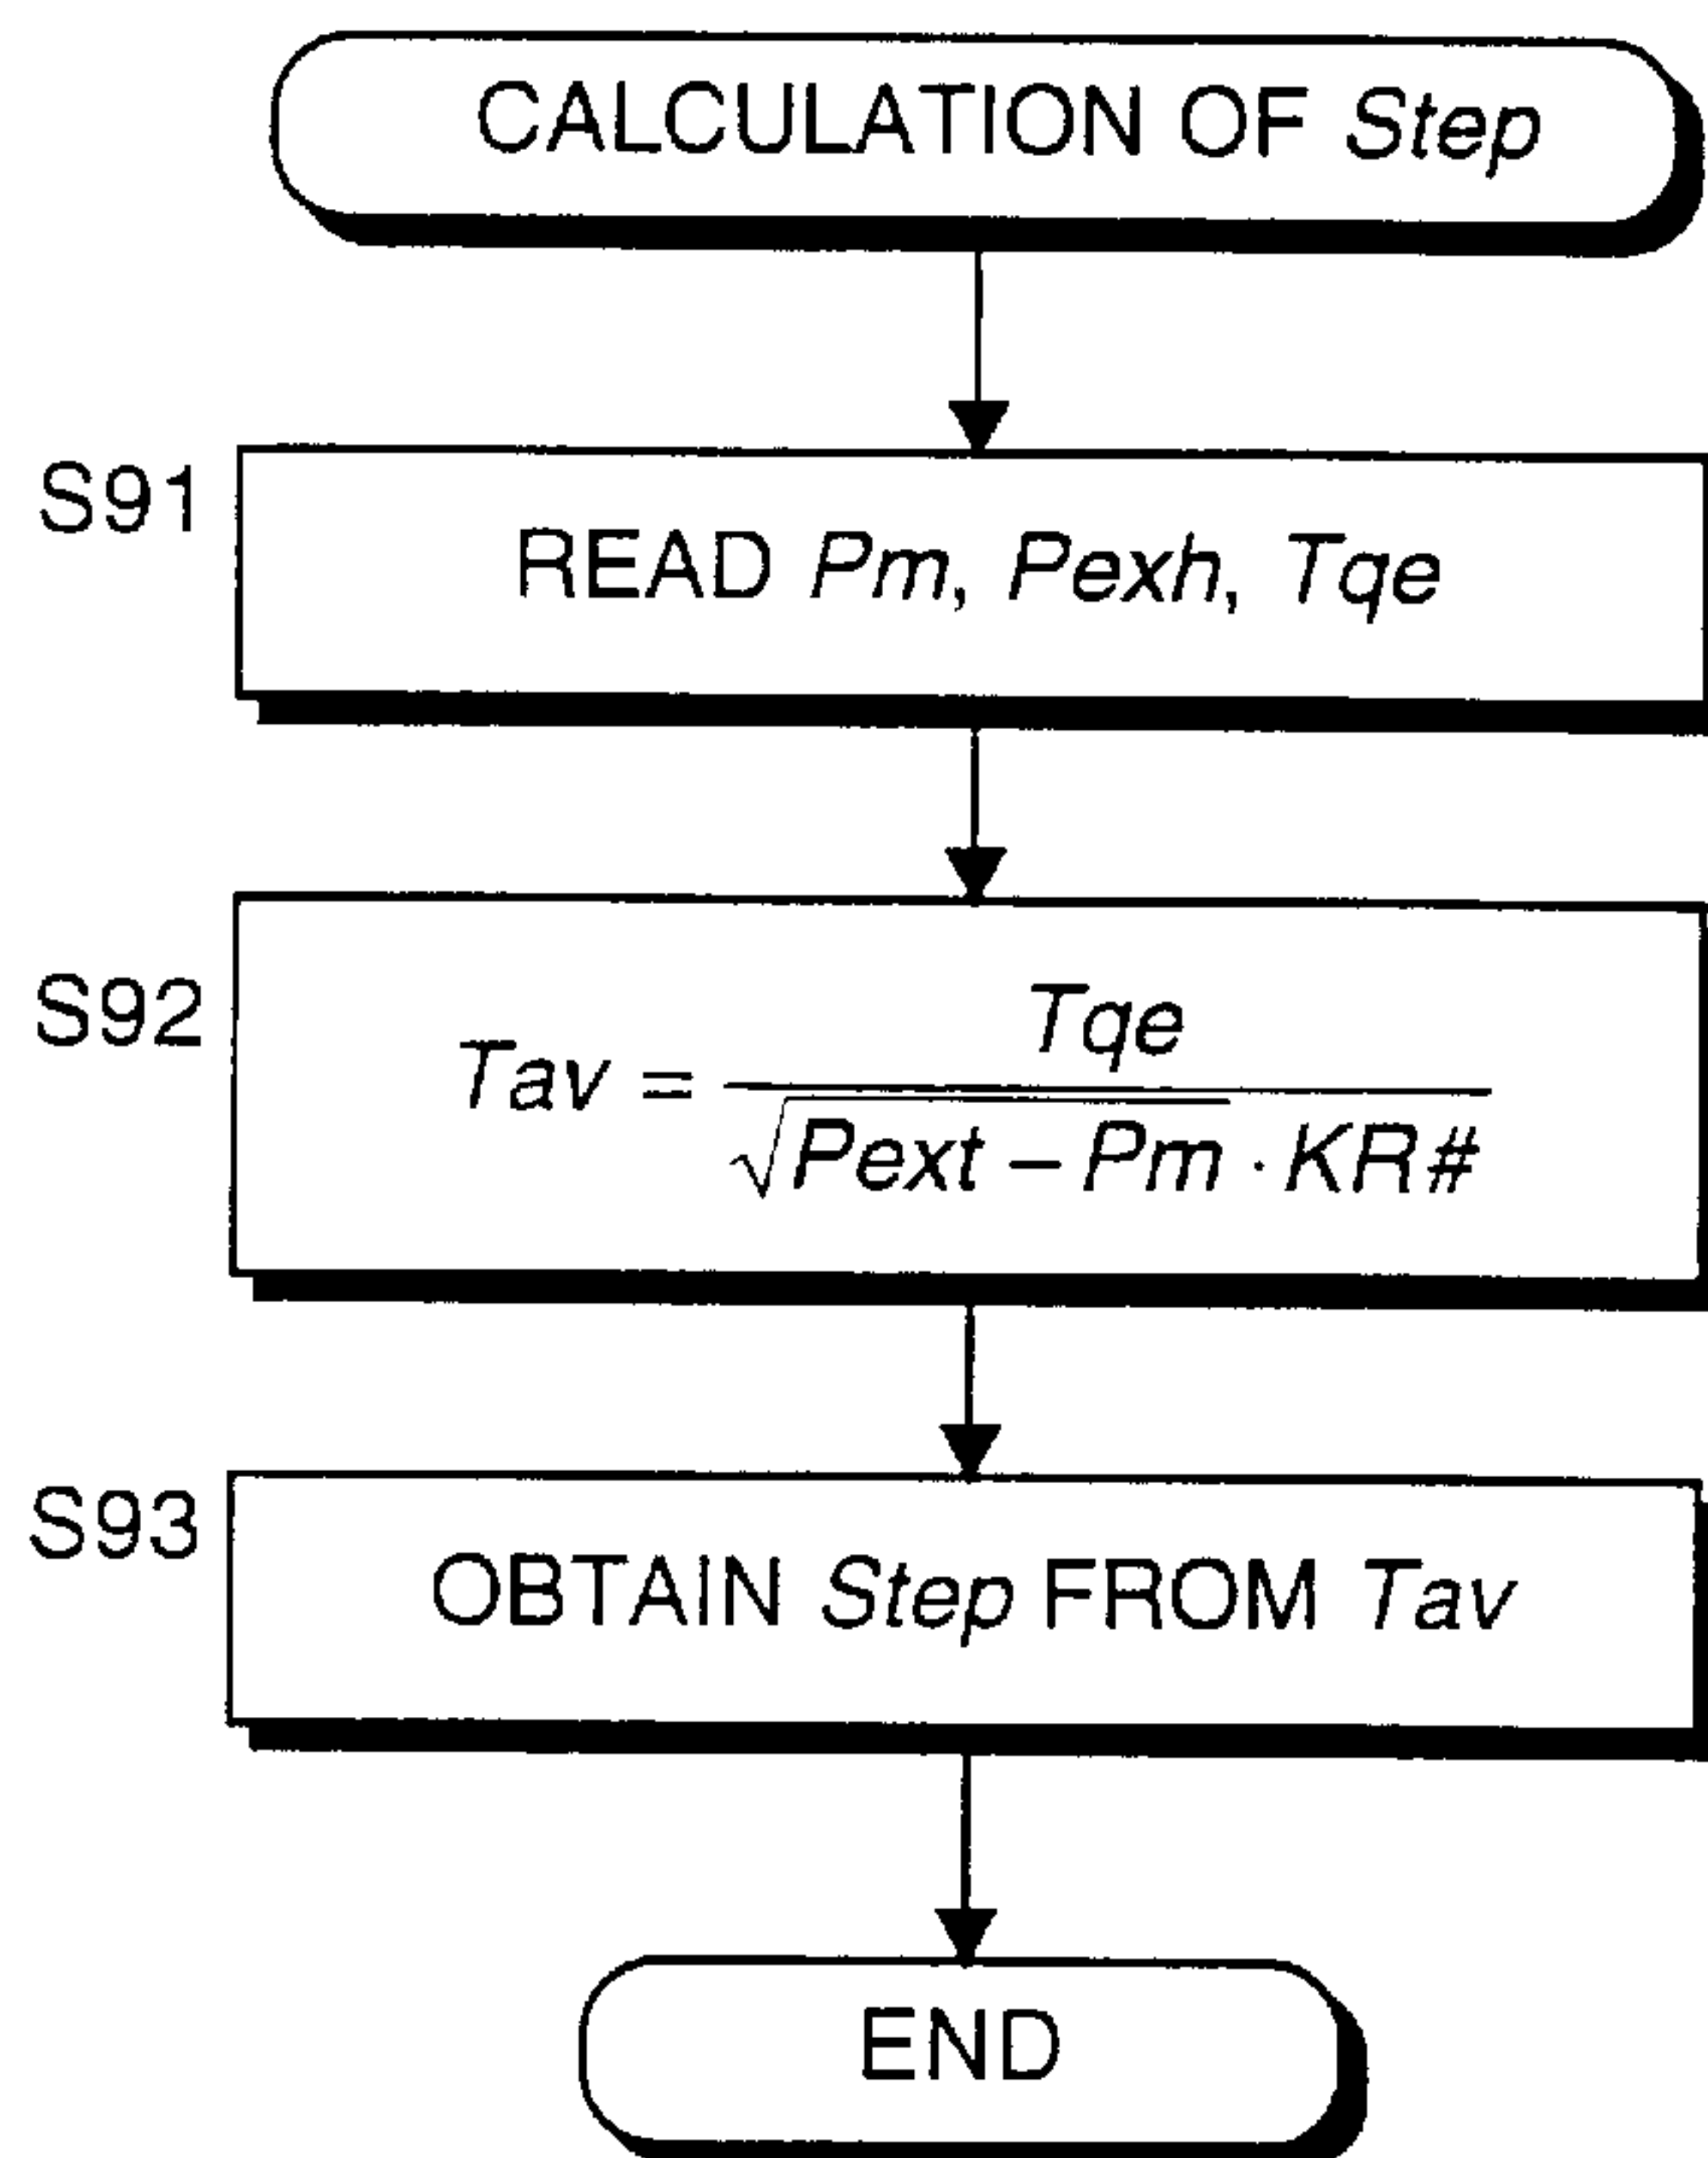 CALCULATION OF Step
S91
READ Pm, Pexh, Tqe
S92
Tav = Tqe / √(Pext – Pm) · KR#
S93
OBTAIN Step FROM Tav
END